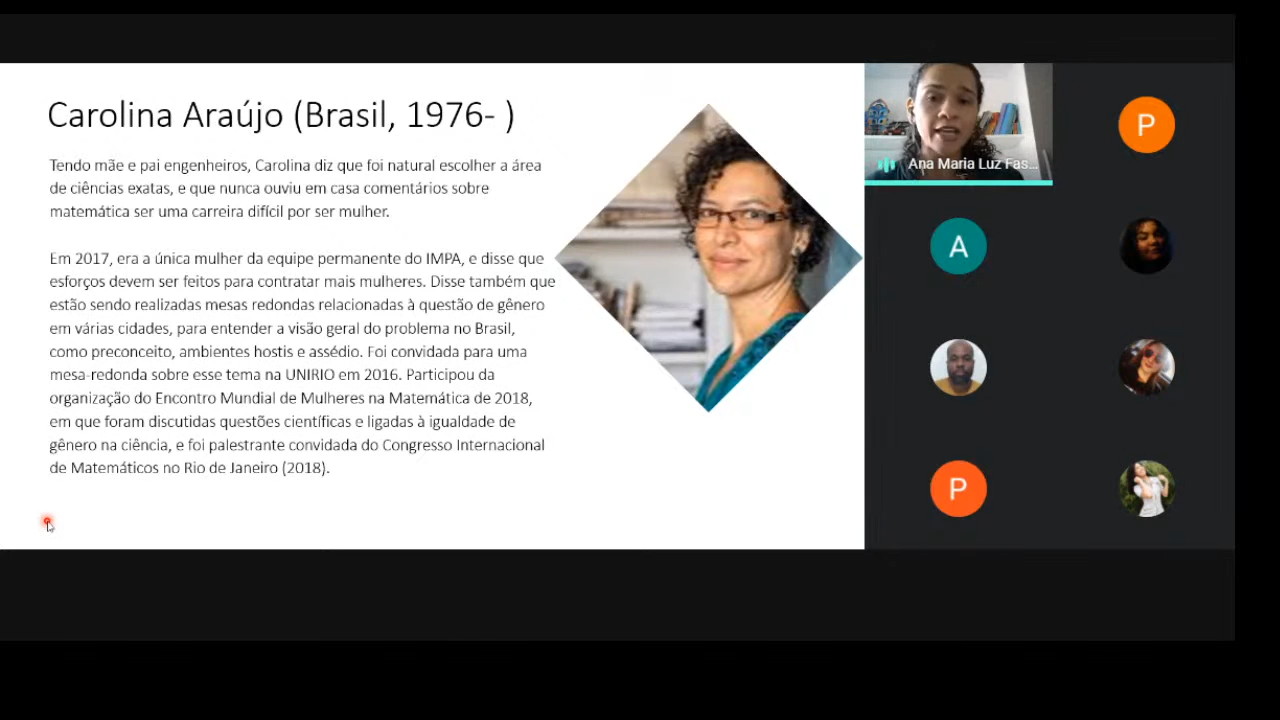 Carolina Araújo (Brasil, 1976- )
Tendo mãe e pai engenheiros, Carolina diz que foi natural escolher a área
de ciências exatas, e que nunca ouviu em casa comentários sobre
matemática ser uma carreira difícil por ser mulher.
Em 2017, era a única mulher da equipe permanente do IMPA, e disse que
esforços devem ser feitos para contratar mais mulheres. Disse também que
estão sendo realizadas mesas redondas relacionadas à questão de gênero
em várias cidades, para entender a visão geral do problema no Brasil,
como preconceito, ambientes hostis e assédio. Foi convidada para uma
mesa-redonda sobre esse tema na UNIRIO em 2016. Participou da
organização do Encontro Mundial de Mulheres na Matemática de 2018,
em que foram discutidas questões científicas e ligadas à igualdade de
gênero na ciência, e foi palestrante convidada do Congresso Internacional
de Matemáticos no Rio de Janeiro (2018).
Ana Maria Luz Fas...
P
A
P